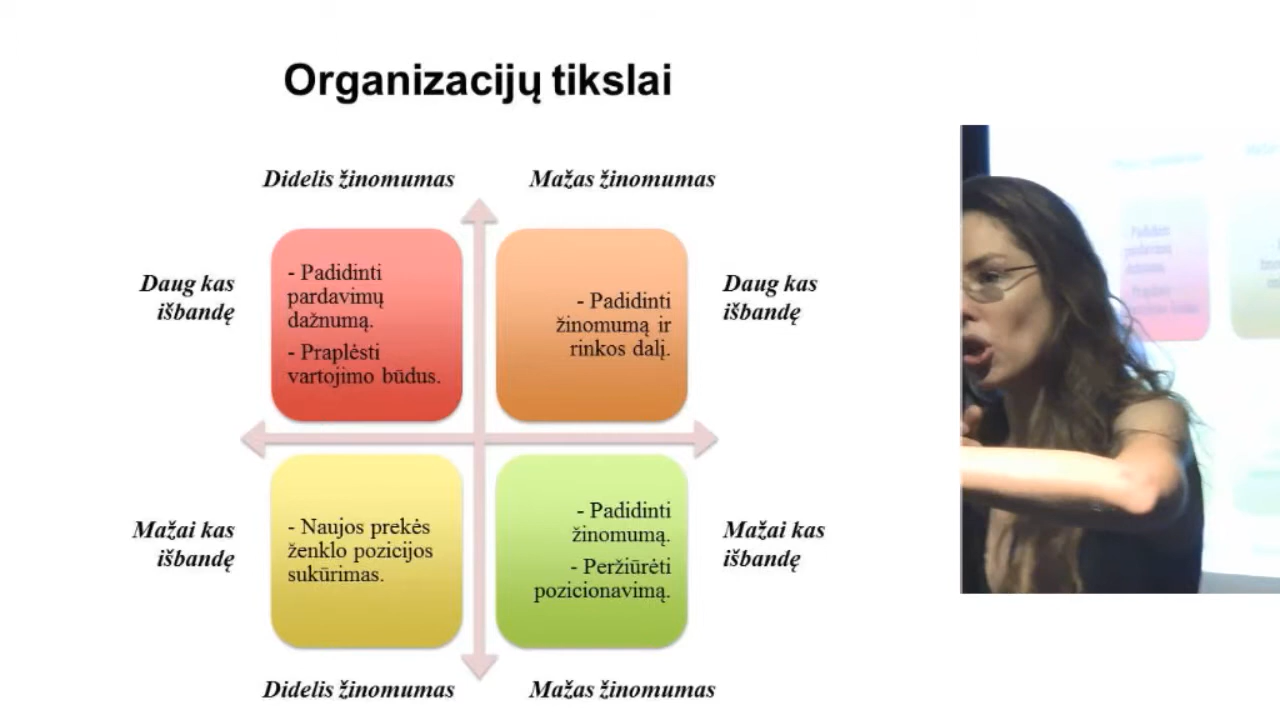 Organizacijų tikslai
Didelis žinomumas
Mažas žinomumas
Daug kas
išbandę
- Padidinti
pardavimų
dažnumą.
- Praplėsti
vartojimo būdus.
- Padidinti
žinomumą ir
rinkos dalį.
Daug kas
išbandę
Mažai kas
išbandę
- Naujos prekės
ženklo pozicijos
sukūrimas.
- Padidinti
žinomumą.
- Peržiūrėti
pozicionavimą.
Mažai kas
išbandę
Didelis žinomumas
Mažas žinomumas